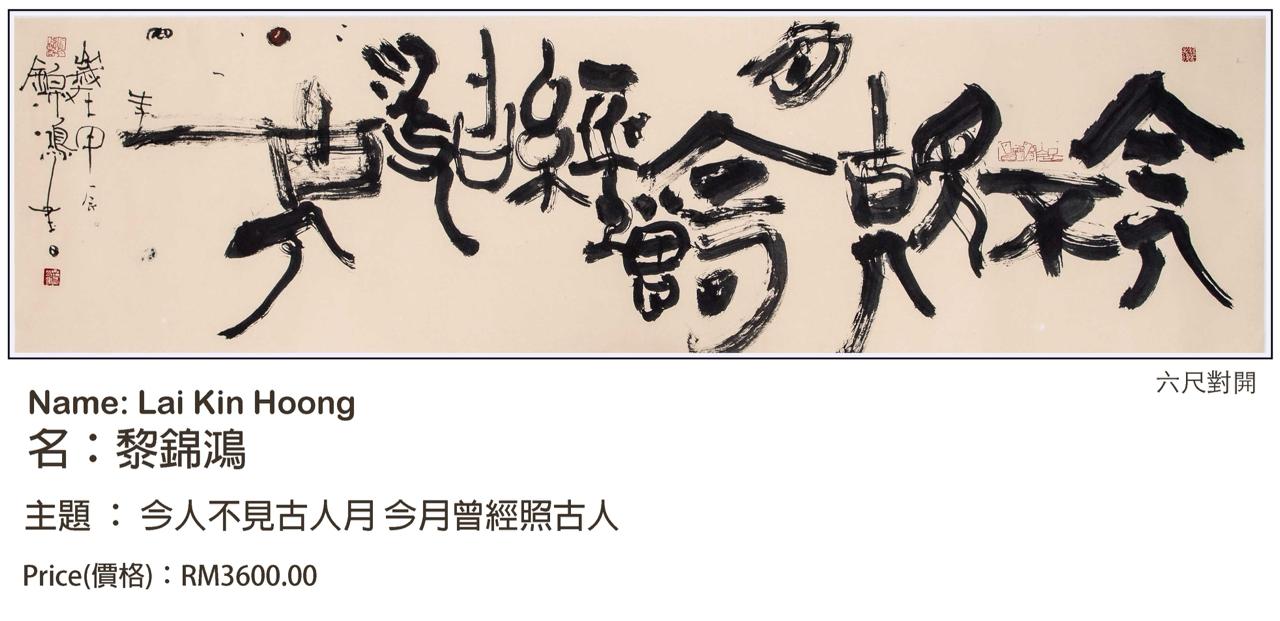 今人不見古人月今月曾經照古人
歲在甲辰年
錦鴻書
六尺對開
Name: Lai Kin Hoong
名：黎錦鴻
主題 ： 今人不見古人月 今月曾經照古人
Price(價格)：RM3600.00